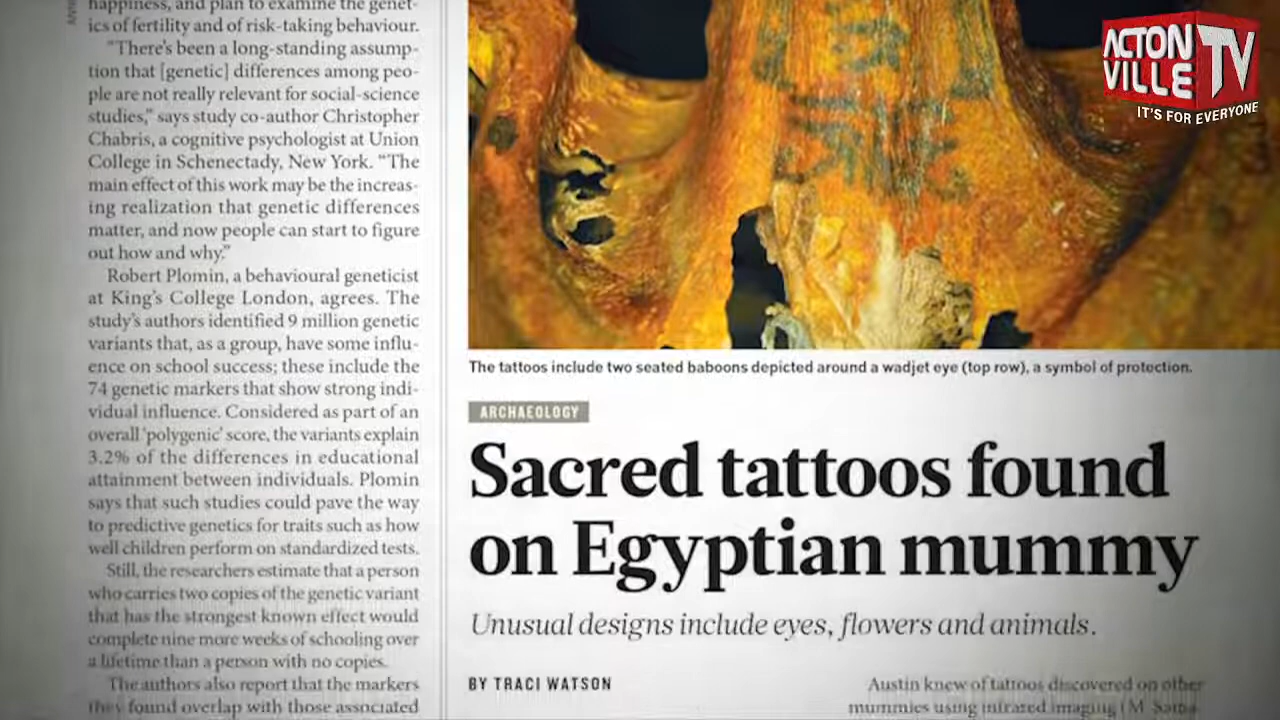 happiness, and plan to examine the genet-
ics of fertility and of risk-taking behaviour.
"There's been a long-standing assump-
tion that [genetic] differences among peo-
ple are not really relevant for social-science
studies," says study co-author Christopher
Chabris, a cognitive psychologist at Union
College in Schenectady, New York. "The
main effect of this work may be the increas-
ing realization that genetic differences
matter, and now people can start to figure
out how and why."
Robert Plomin, a behavioural geneticist
at King's College London, agrees. The
study's authors identified 9 million genetic
variants that, as a group, have some influ-
ence on school success; these include the
74 genetic markers that show strong indi-
vidual influence. Considered as part of an
overall 'polygenic' score, the variants explain
3.2% of the differences in educational
attainment between individuals. Plomin
says that such studies could pave the way
to predictive genetics for traits such as how
well children perform on standardized tests.
Still, the researchers estimate that a person
who carries two copies of the genetic variant
that has the strongest known effect would
complete nine more weeks of schooling over
a lifetime than a person with no copies.
The authors also report that the markers
they found overlap with those associated
The tattoos include two seated baboons depicted around a wadjet eye (top row), a symbol of protection.
ARCHAEOLOGY
Sacred tattoos found
on Egyptian mummy
Unusual designs include eyes, flowers and animals.
BY TRACI WATSON
Austin knew of tattoos discovered on other
mummies using infrared imaging (M.
ACTON
VILLE
TV
IT'S FOR EVERYONE